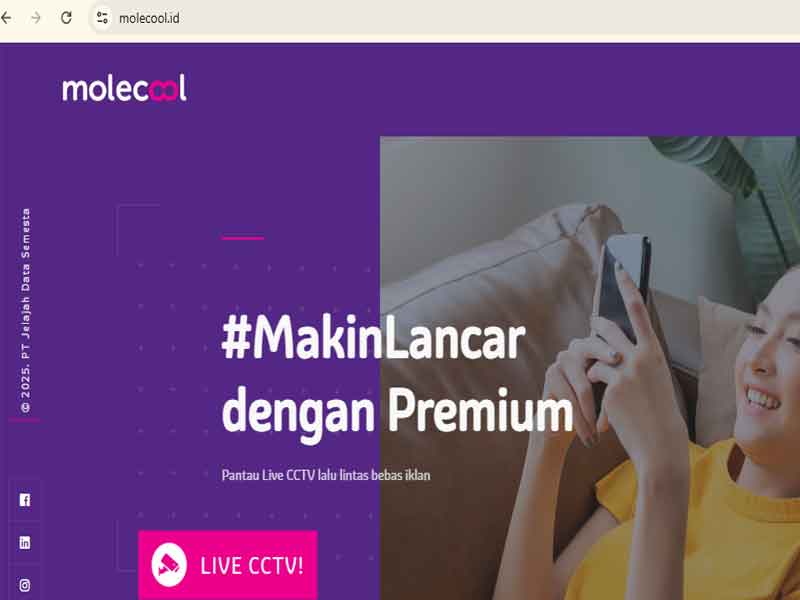 molecool.id
molecool
© 2025. PT Jelajah Data Semesta
#MakinLancar
dengan Premium
Pantau Live CCTV lalu lintas bebas iklan
LIVE CCTV!